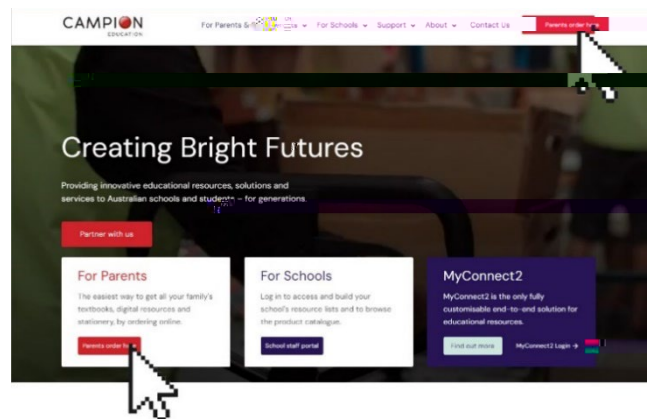 CAMPION
EDUCATION
For Parents &
For Schools
Support
About
Contact Us
Parents order here
Creating Bright Futures
Providing innovative educational resources, solutions and
services to Australian schools and students – for generations.
Partner with us
For Parents
The easiest way to get all your family's
textbooks, digital resources and
stationery, by ordering online.
Parents order
For Schools
Log in to access and build your
school's resource lists and to browse
the product catalogue.
School staff portal
MyConnect2
MyConnect2 is the only fully
customisable end-to-end solution for
educational resources.
Find out more
MyConnect2 Login →